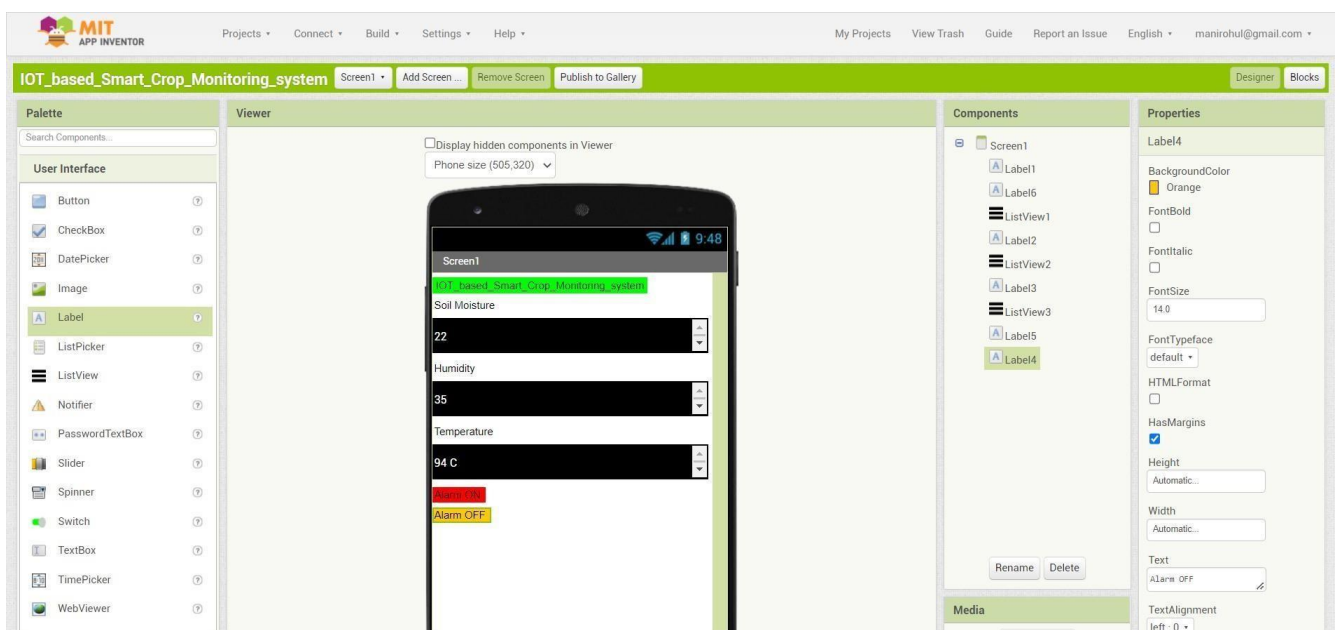 MIT
APP INVENTOR
Projects Connect Build Settings Help My Projects View Trash Guide Report an Issue English manirohul@gmail.com
IOT_based_Smart_Crop_Monitoring_system Screen1 Add Screen ... Remove Screen Publish to Gallery Designer Blocks
Palette
Search Components...
User Interface
Button
CheckBox
DatePicker
Image
Label
ListPicker
ListView
Notifier
PasswordTextBox
Slider
Spinner
Switch
TextBox
TimePicker
WebViewer
Viewer
Display hidden components in Viewer
Phone size (505,320)
9:48
Screen1
IOT_based_Smart_Crop_Monitoring_system
Soil Moisture
22
Humidity
35
Temperature
94 C
Alarm ON
Alarm OFF
Components
Screen1
Label1
Label6
ListView1
Label2
ListView2
Label3
ListView3
Label5
Label4
Rename Delete
Media
Properties
Label4
BackgroundColor
Orange
FontBold
FontItalic
FontSize
14.0
FontTypeface
default
HTMLFormat
HasMargins
Height
Automatic...
Width
Automatic...
Text
Alarm OFF
TextAlignment
left : 0